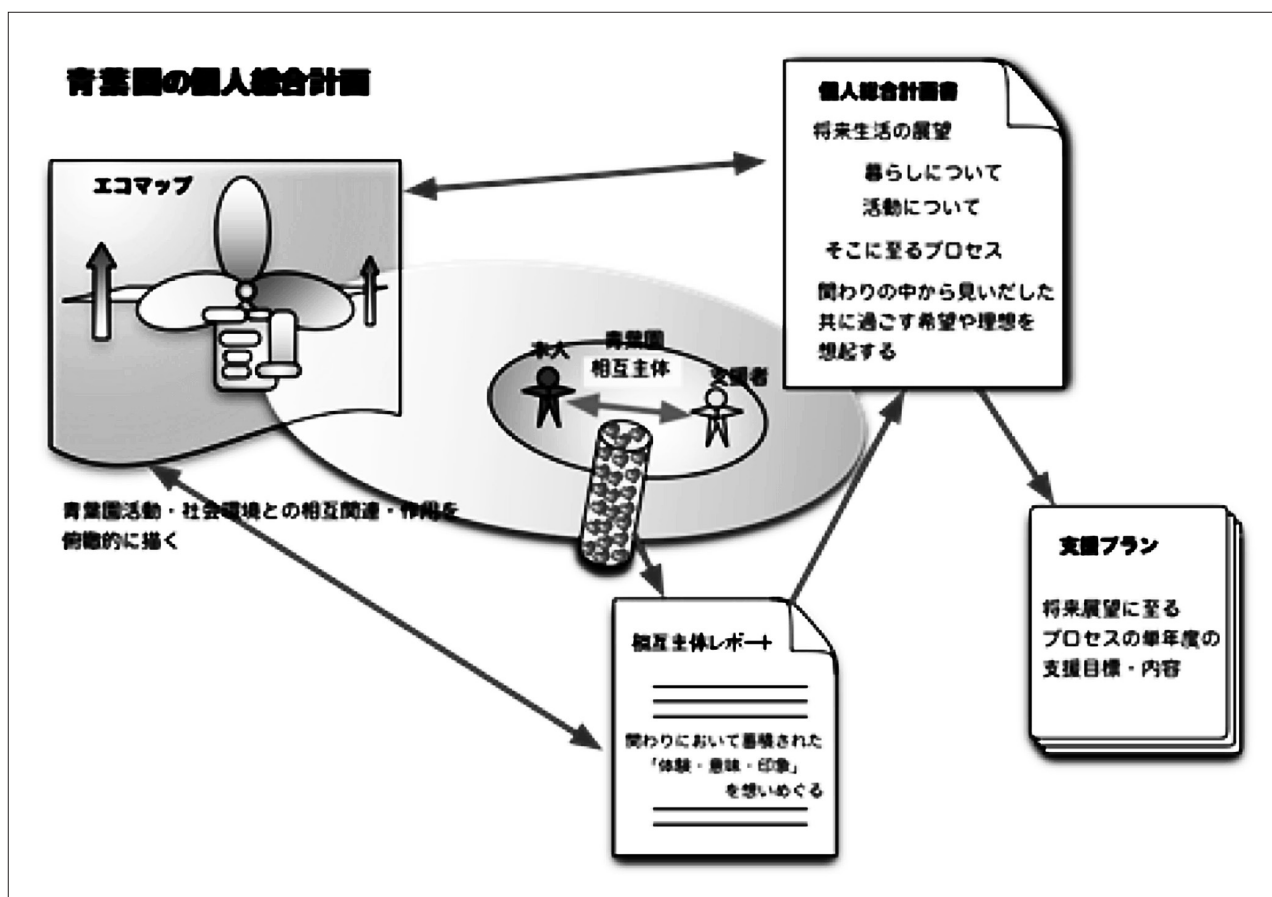 青葉園の個人総合計画
エコマップ
青葉園活動・社会環境との相互関連・作用を
俯瞰的に描く
本人
青葉園
相互主体
支援者
個人総合計画書
将来生活の展望
暮らしについて
活動について
そこに至るプロセス
関わりの中から見いだした
共に過ごす希望や理想を
想起する
相互主体レポート
関わりにおいて蓄積された
「体験・意味・印象」
を想いめぐる
支援プラン
将来展望に至る
プロセスの単年度の
支援目標・内容